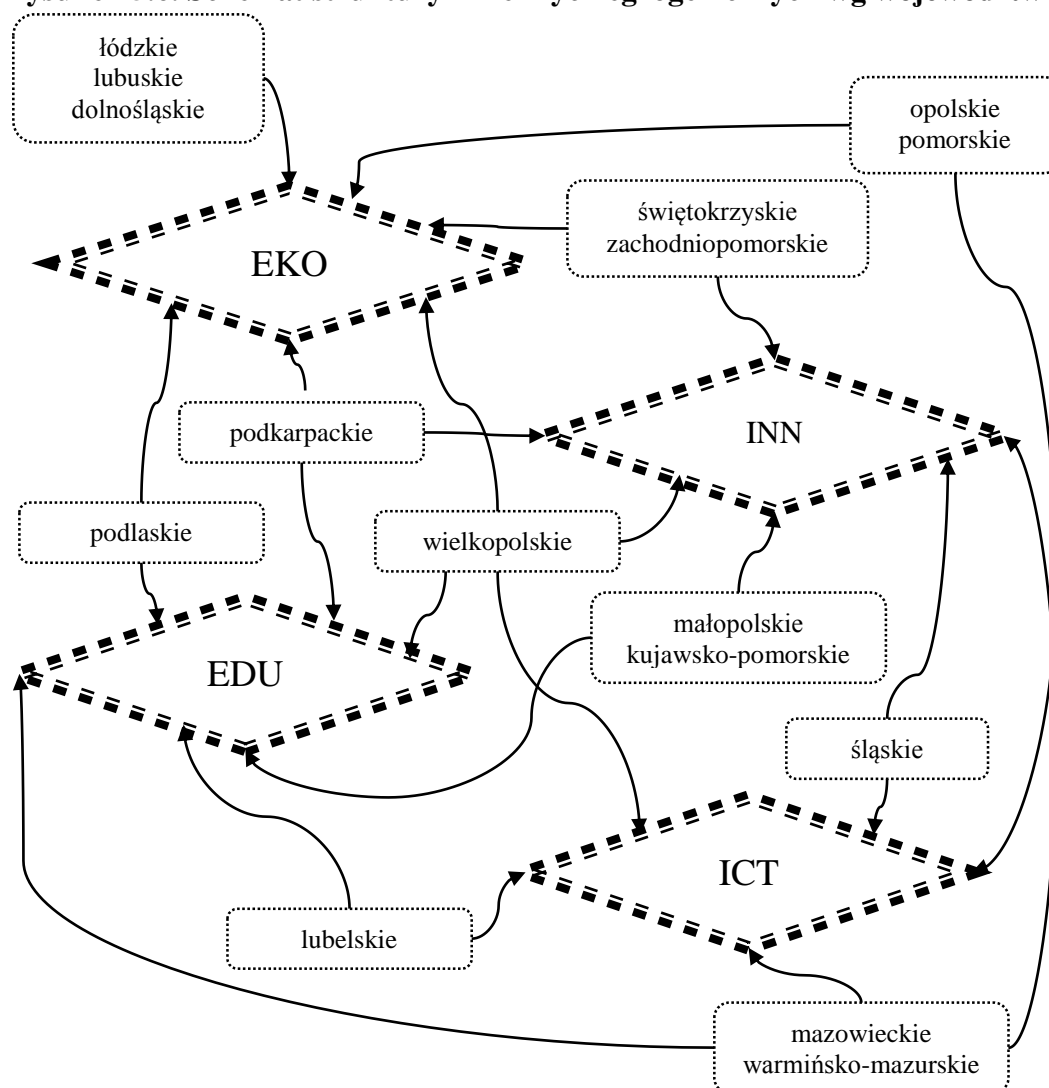 łódzkie
lubuskie
dolnośląskie
opolskie
pomorskie
świętokrzyskie
zachodniopomorskie
EKO
podkarpackie
INN
podlaskie
wielkopolskie
małopolskie
kujawsko-pomorskie
EDU
śląskie
ICT
lubelskie
mazowieckie
warmińsko-mazurskie